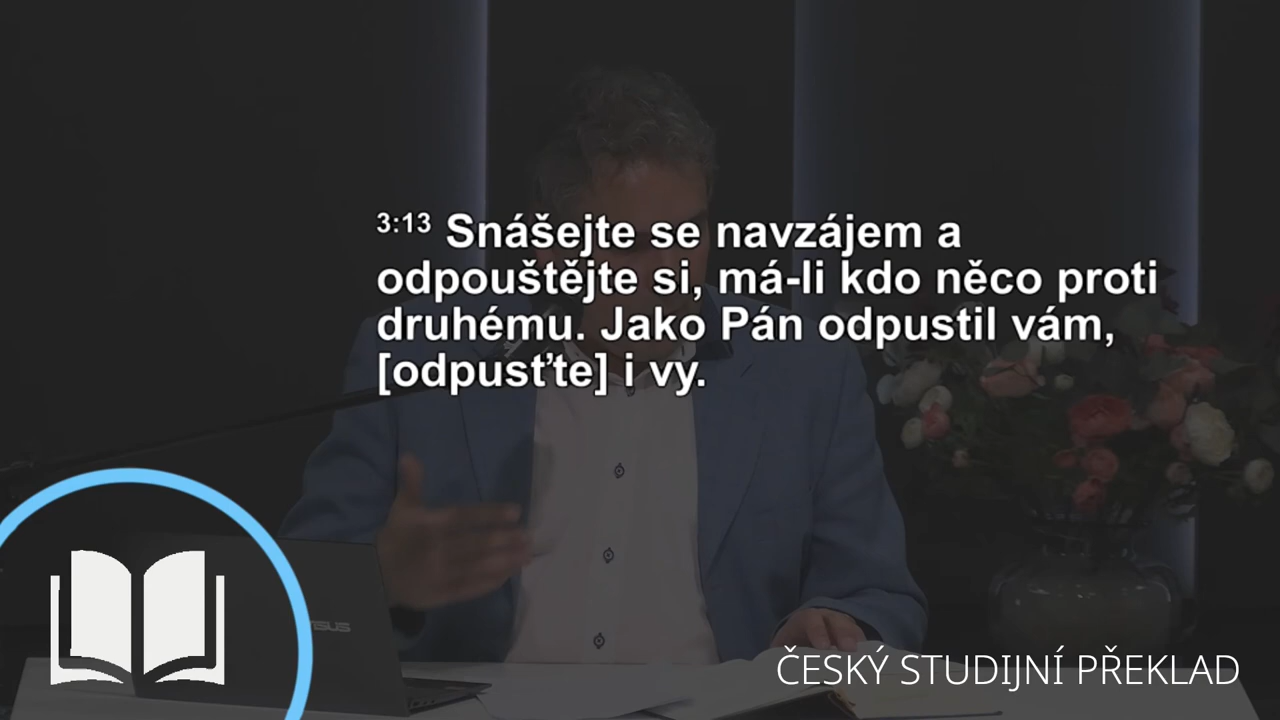 3:13 Snášejte se navzájem a
odpouštějte si, má-li kdo něco proti
druhému. Jako Pán odpustil vám,
[odpusťte] i vy.
ASUS
ČESKÝ STUDIJNÍ PŘEKLAD